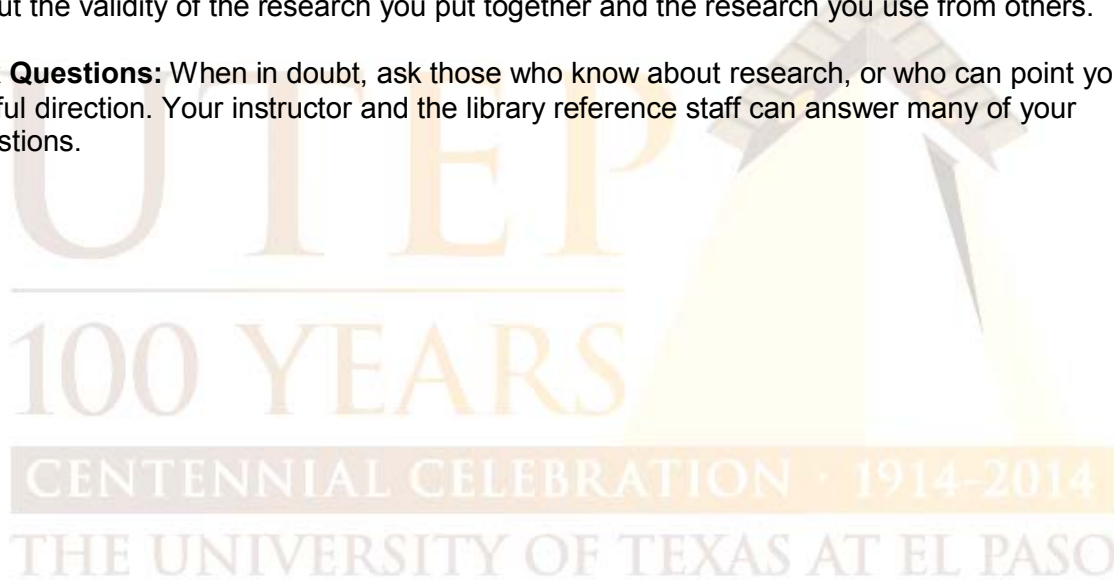 ut the validity of the research you put together and the research you use from others.
Questions: When in doubt, ask those who know about research, or who can point yo
ful direction. Your instructor and the library reference staff can answer many of your
stions.
UTEP
100 YEARS
CENTENNIAL CELEBRATION · 1914-2014
THE UNIVERSITY OF TEXAS AT EL PASO